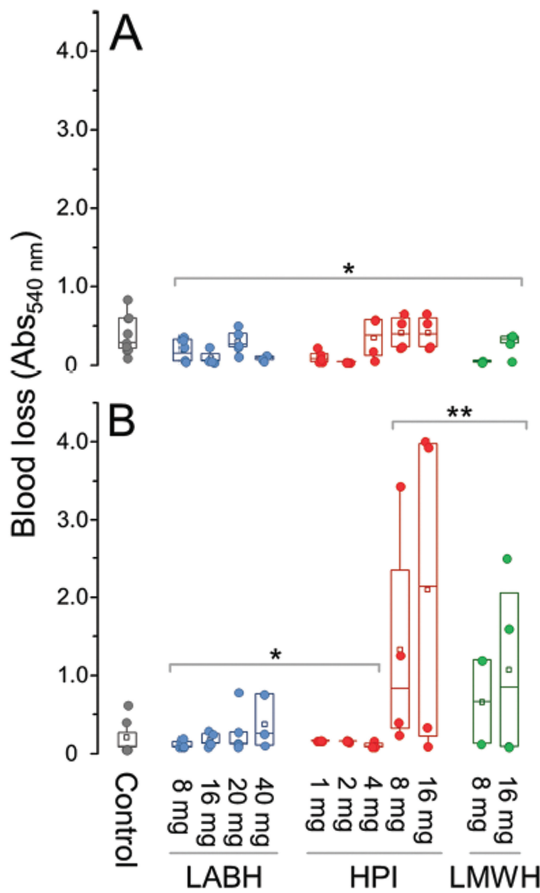 A
4.0
3.0
2.0
1.0
0
*
Blood loss (Abs540 nm)
B
4.0
3.0
2.0
1.0
0
*
**
Control
8 mg
16 mg
20 mg
40 mg
1 mg
2 mg
4 mg
8 mg
16 mg
8 mg
16 mg
LABH
HPI
LMWH